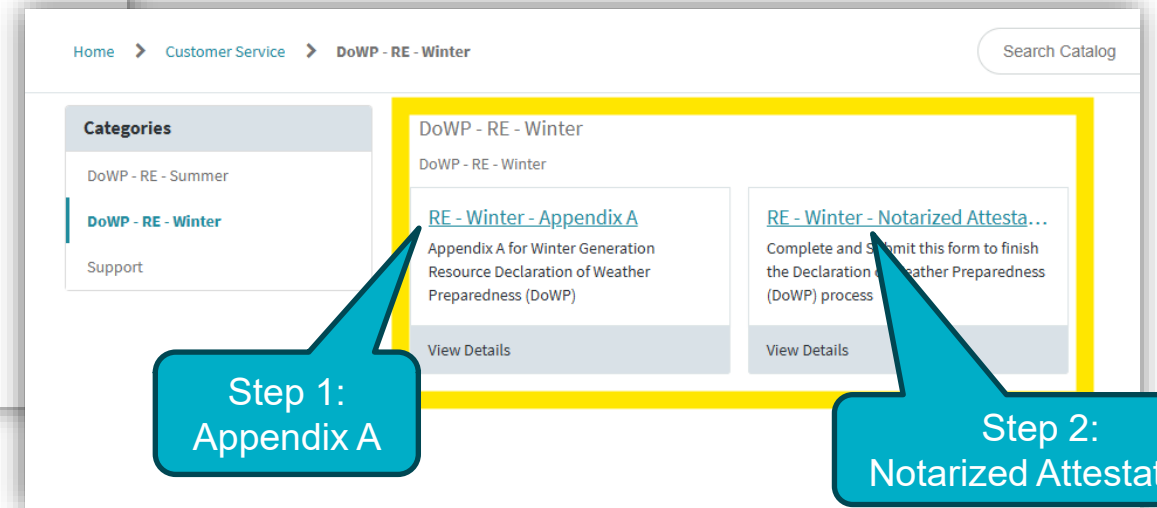 Home > Customer Service > DoWP - RE - Winter
Search Catalog
Categories
DoWP - RE - Summer
DoWP - RE - Winter
Support
DoWP - RE - Winter
DoWP - RE - Winter
RE - Winter - Appendix A
Appendix A for Winter Generation
Resource Declaration of Weather
Preparedness (DoWP)
View Details
RE - Winter - Notarized Attesta...
Complete and Submit this form to finish
the Declaration of Weather Preparedness
(DoWP) process
View Details
Step 1:
Appendix A
Step 2:
Notarized Attestat